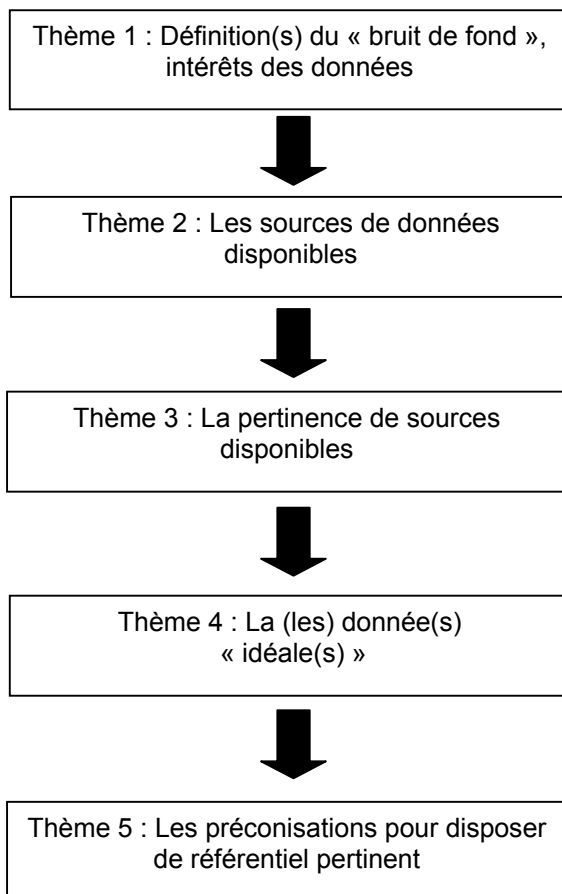 Thème 1 : Définition(s) du « bruit de fond »,
intérêts des données
Thème 2 : Les sources de données
disponibles
Thème 3 : La pertinence de sources
disponibles
Thème 4 : La (les) donnée(s)
« idéale(s) »
Thème 5 : Les préconisations pour disposer
de référentiel pertinent